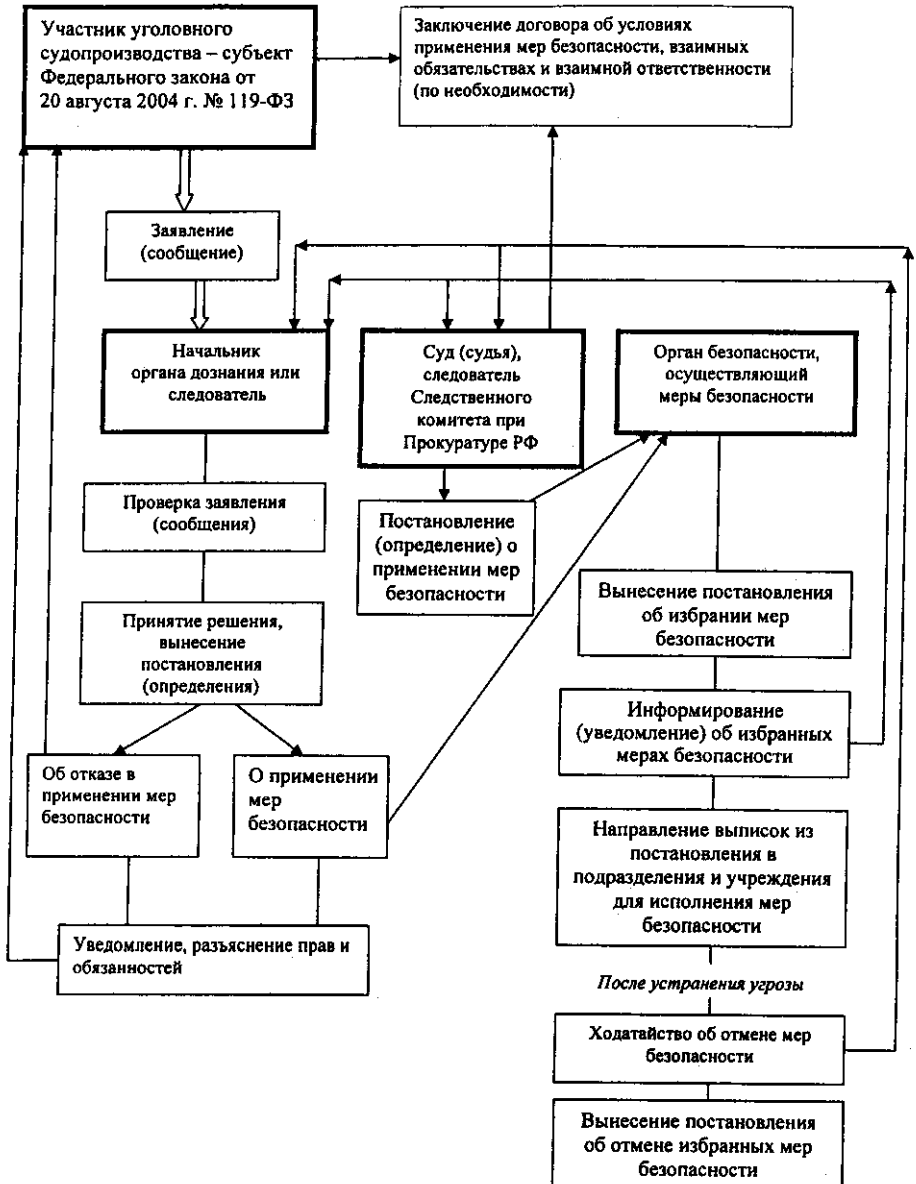 Участник уголовного
судопроизводства – субъект
Федерального закона от
20 августа 2004 г. № 119-ФЗ
Заключение договора об условиях
применения мер безопасности, взаимных
обязательствах и взаимной ответственности
(по необходимости)
Заявление
(сообщение)
Начальник
органа дознания или
следователь
Суд (судья),
следователь
Следственного
комитета при
Прокуратуре РФ
Орган безопасности,
осуществляющий
меры безопасности
Проверка заявления
(сообщения)
Постановление
(определение) о
применении мер
безопасности
Принятие решения,
вынесение
постановления
(определения)
Вынесение постановления
об избрании мер
безопасности
Информирование
(уведомление) об избранных
мерах безопасности
Об отказе в
применении мер
безопасности
О применении
мер
безопасности
Направление выписок из
постановления в
подразделения и учреждения
для исполнения мер
безопасности
Уведомление, разъяснение прав и
обязанностей
После устранения угрозы
Ходатайство об отмене мер
безопасности
Вынесение постановления
об отмене избранных мер
безопасности